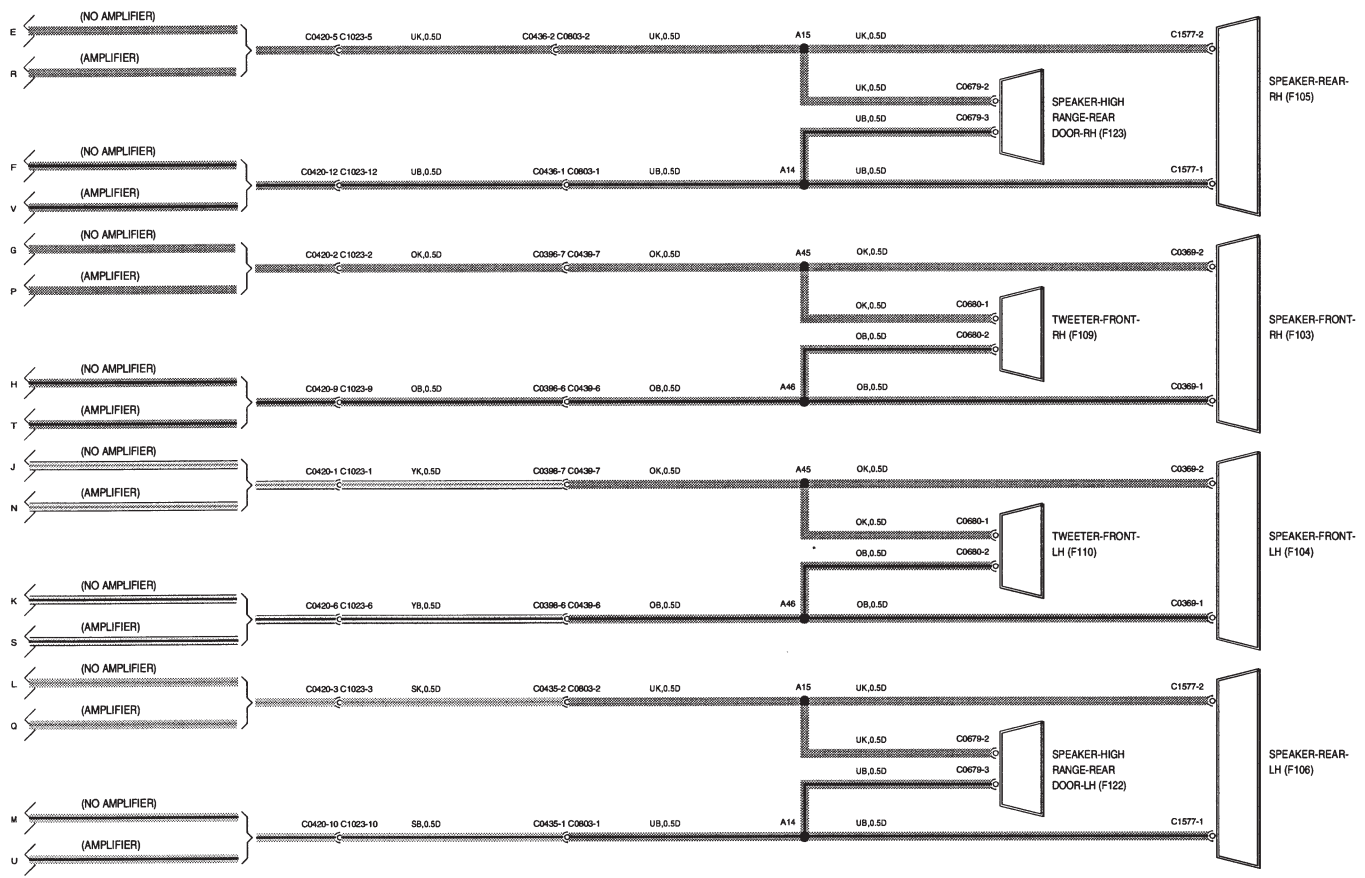 (NO AMPLIFIER)
E
C0420-5 C1023-5 UK,0.5D C0436-2 C0803-2 UK,0.5D A15 UK,0.5D C1577-2
(AMPLIFIER)
R
SPEAKER-REAR-
RH (F105)
UK,0.5D C0679-2
SPEAKER-HIGH
RANGE-REAR
DOOR-RH (F123)
UB,0.5D C0679-3
(NO AMPLIFIER)
F
C0420-12 C1023-12 UB,0.5D C0436-1 C0803-1 UB,0.5D A14 UB,0.5D C1577-1
(AMPLIFIER)
V
(NO AMPLIFIER)
G
C0420-2 C1023-2 OK,0.5D C0396-7 C0439-7 OK,0.5D A45 OK,0.5D C0369-2
(AMPLIFIER)
P
OK,0.5D C0680-1
TWEETER-FRONT-
RH (F109)
SPEAKER-FRONT-
RH (F103)
OB,0.5D C0680-2
(NO AMPLIFIER)
H
C0420-9 C1023-9 OB,0.5D C0396-6 C0439-6 OB,0.5D A46 OB,0.5D C0369-1
(AMPLIFIER)
T
(NO AMPLIFIER)
J
C0420-1 C1023-1 YK,0.5D C0398-7 C0439-7 OK,0.5D A45 OK,0.5D C0369-2
(AMPLIFIER)
N
OK,0.5D C0680-1
TWEETER-FRONT-
LH (F110)
SPEAKER-FRONT-
LH (F104)
OB,0.5D C0680-2
(NO AMPLIFIER)
K
C0420-6 C1023-6 YB,0.5D C0398-6 C0439-6 OB,0.5D A46 OB,0.5D C0369-1
(AMPLIFIER)
S
(NO AMPLIFIER)
L
C0420-3 C1023-3 SK,0.5D C0435-2 C0803-2 UK,0.5D A15 UK,0.5D C1577-2
(AMPLIFIER)
Q
UK,0.5D C0679-2
SPEAKER-HIGH
RANGE-REAR
DOOR-LH (F122)
SPEAKER-REAR-
LH (F106)
UB,0.5D C0679-3
(NO AMPLIFIER)
M
C0420-10 C1023-10 SB,0.5D C0435-1 C0803-1 UB,0.5D A14 UB,0.5D C1577-1
(AMPLIFIER)
U